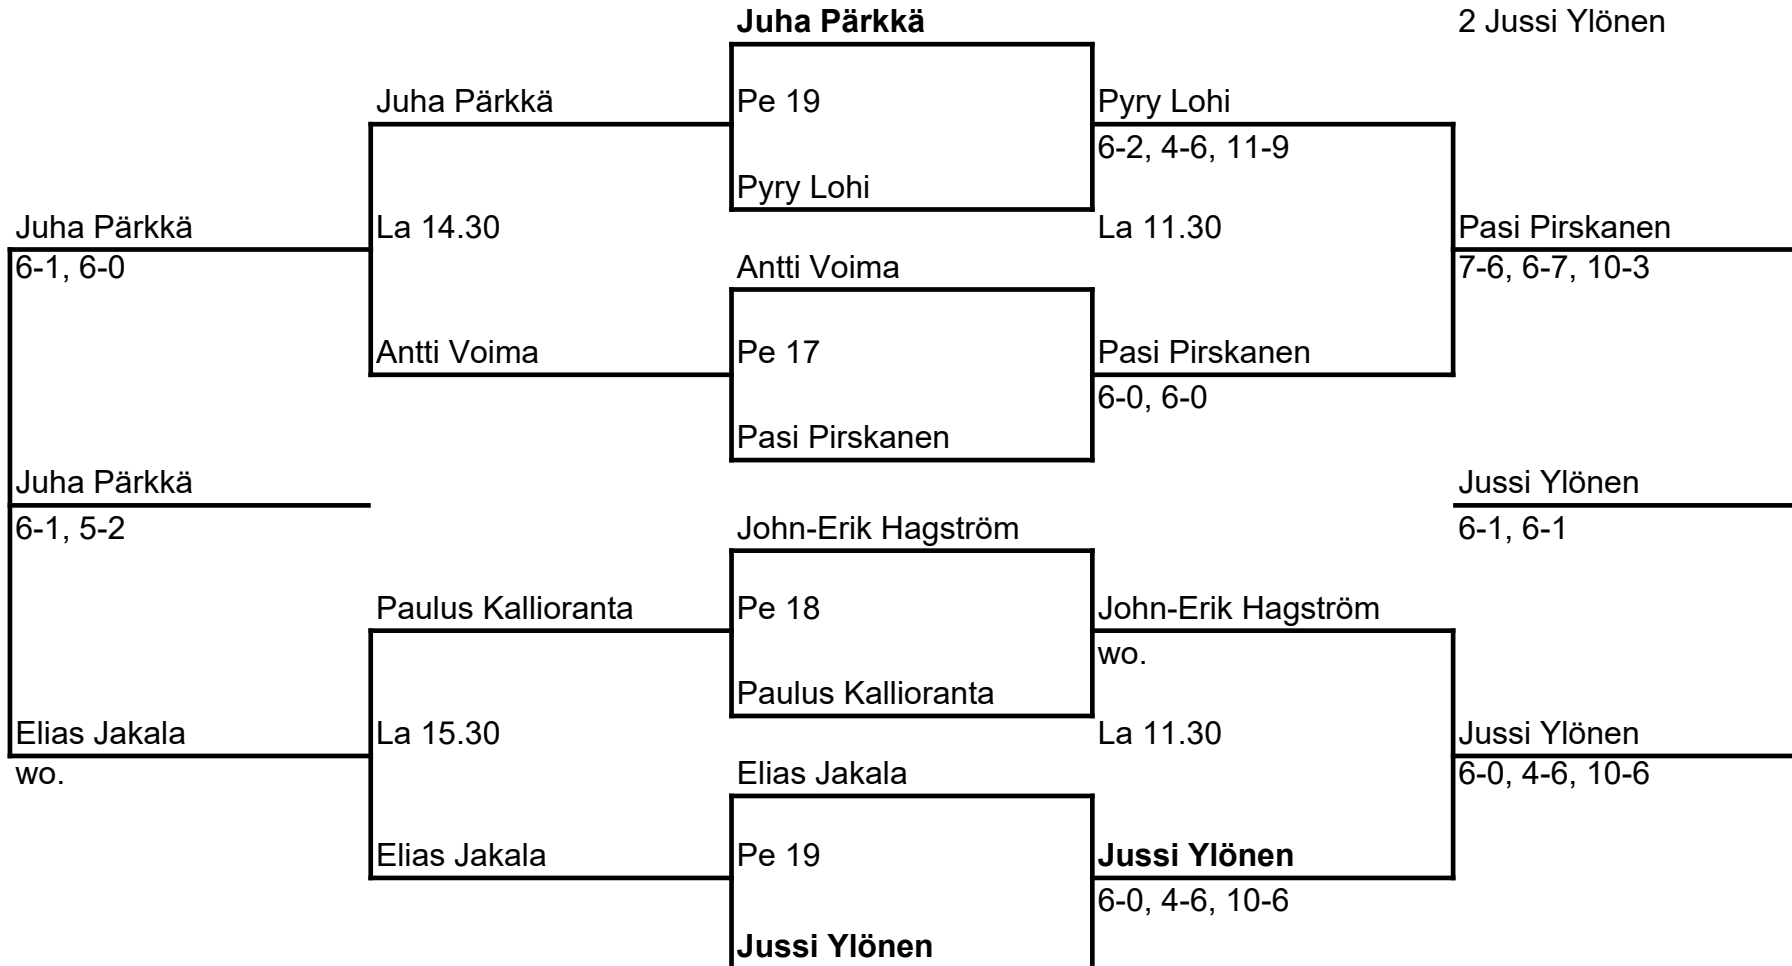 Juha Pärkkä
2 Jussi Ylönen
Juha Pärkkä
Pe 19
Pyry Lohi
6-2, 4-6, 11-9
Pyry Lohi
Juha Pärkkä
La 14.30
La 11.30
Pasi Pirskanen
6-1, 6-0
Antti Voima
7-6, 6-7, 10-3
Antti Voima
Pe 17
Pasi Pirskanen
6-0, 6-0
Pasi Pirskanen
Juha Pärkkä
Jussi Ylönen
6-1, 5-2
John-Erik Hagström
6-1, 6-1
Paulus Kallioranta
Pe 18
John-Erik Hagström
wo.
Paulus Kallioranta
Elias Jakala
La 15.30
La 11.30
Jussi Ylönen
wo.
Elias Jakala
6-0, 4-6, 10-6
Elias Jakala
Pe 19
Jussi Ylönen
6-0, 4-6, 10-6
Jussi Ylönen